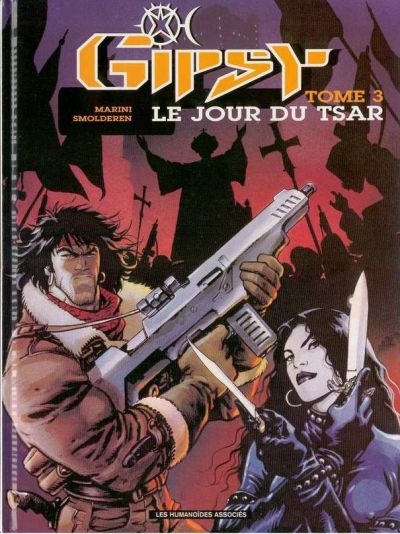 GIPSY
TOME 3
MARINI
SMOLDEREN
LE JOUR DU TSAR
LES HUMANOÏDES ASSOCIÉS